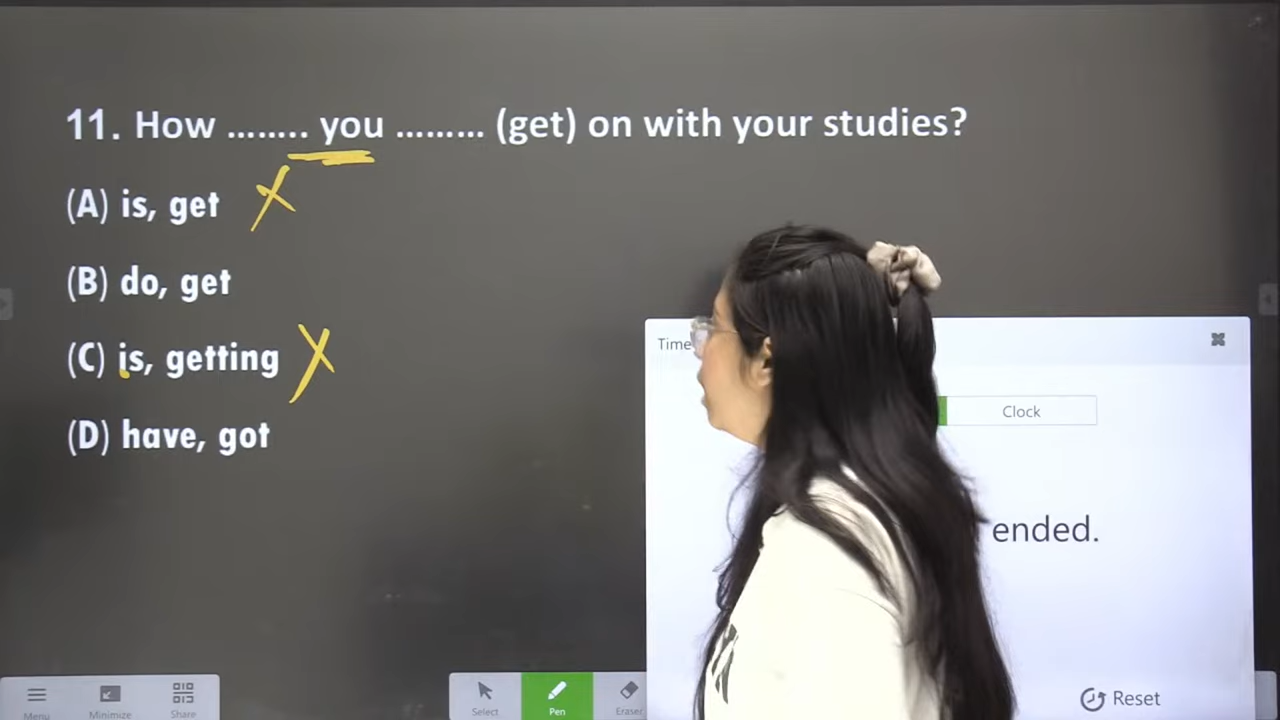 11. How …….. you ……… (get) on with your studies?
(A) is, get
(B) do, get
(C) is, getting
(D) have, got
Time
Clock
ended.
Reset
Menu
Minimize
Share
Select
Pen
Eraser